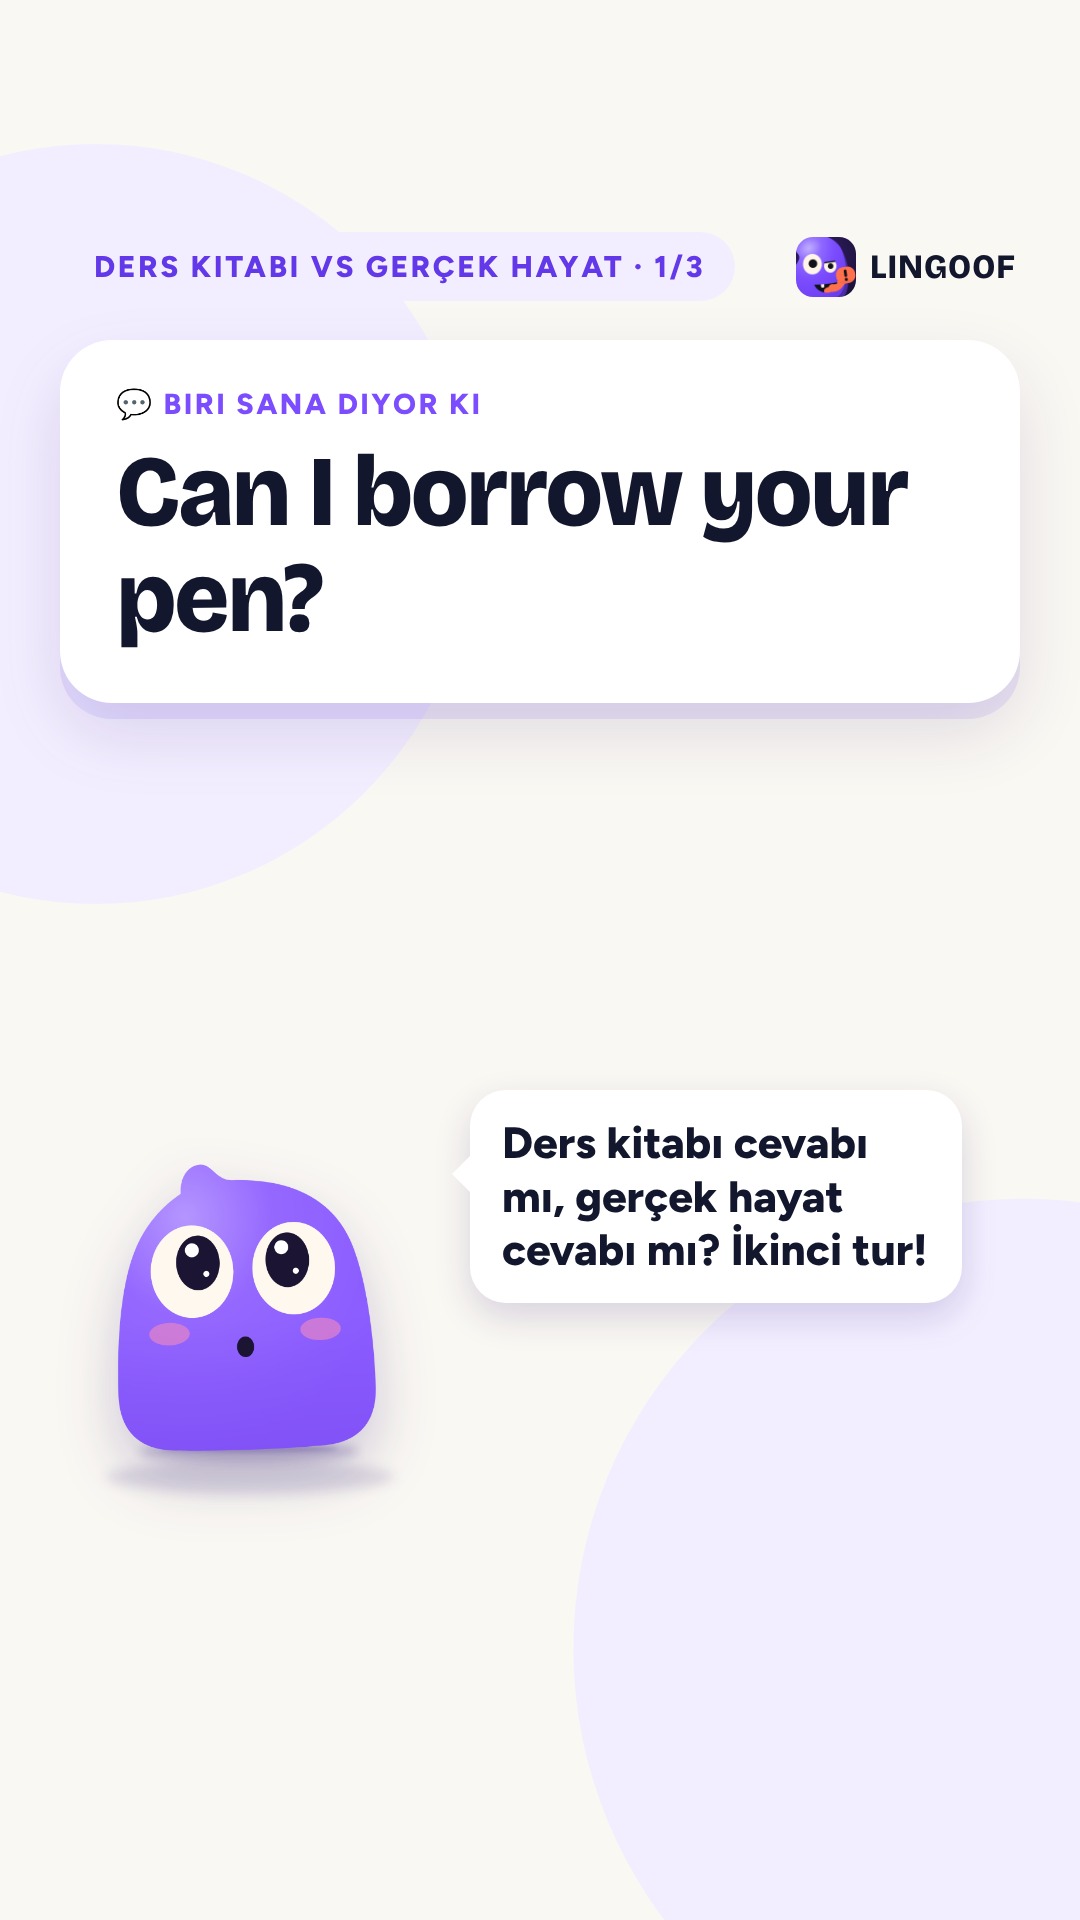 DERS KITABI VS GERÇEK HAYAT · 1/3
LINGOOF
💬 BIRI SANA DIYOR KI
Can I borrow your
pen?
Ders kitabı cevabı
mı, gerçek hayat
cevabı mı? İkinci tur!